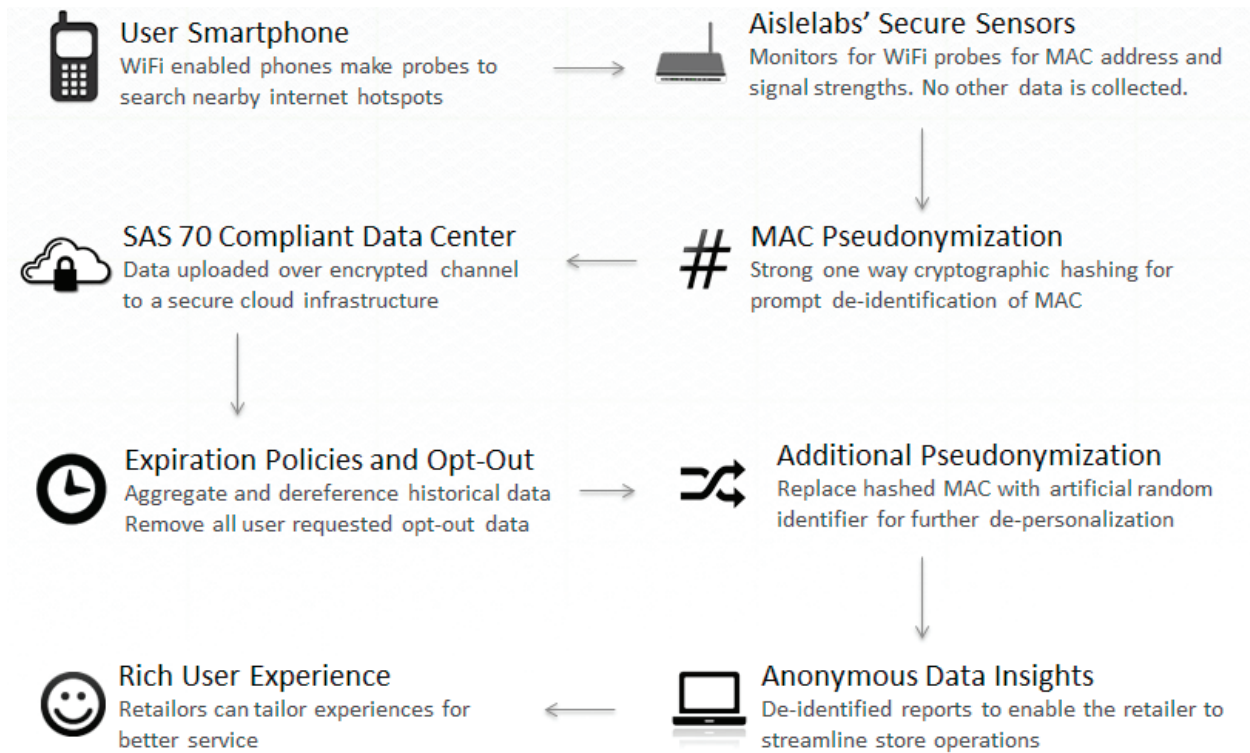 User Smartphone
WiFi enabled phones make probes to
search nearby internet hotspots
Aislelabs' Secure Sensors
Monitors for WiFi probes for MAC address and
signal strengths. No other data is collected.
# MAC Pseudonymization
Strong one way cryptographic hashing for
prompt de-identification of MAC
SAS 70 Compliant Data Center
Data uploaded over encrypted channel
to a secure cloud infrastructure
Expiration Policies and Opt-Out
Aggregate and dereference historical data
Remove all user requested opt-out data
Additional Pseudonymization
Replace hashed MAC with artificial random
identifier for further de-personalization
Anonymous Data Insights
De-identified reports to enable the retailer to
streamline store operations
Rich User Experience
Retailors can tailor experiences for
better service